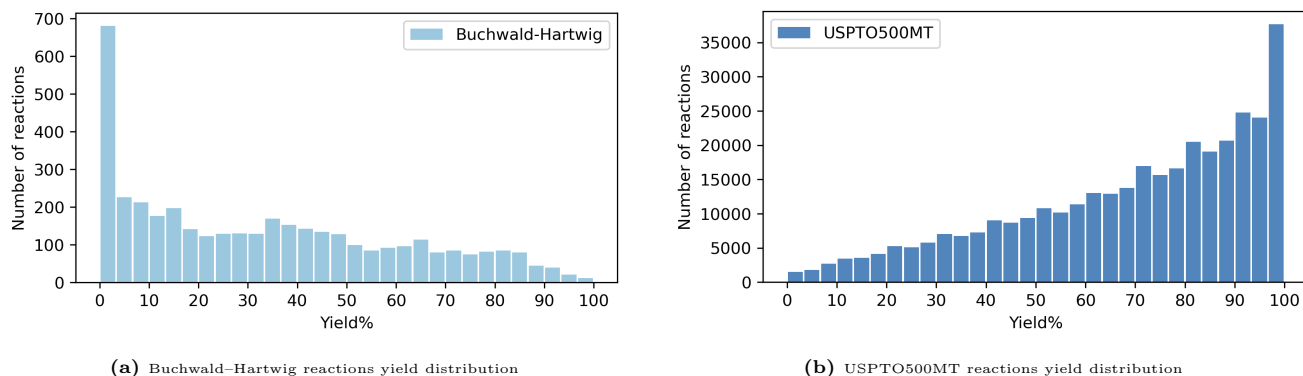 700
600
500
400
300
200
100
0
Number of reactions
Buchwald-Hartwig
0 10 20 30 40 50 60 70 80 90 100
Yield%
(a) Buchwald–Hartwig reactions yield distribution
35000
30000
25000
20000
15000
10000
5000
0
Number of reactions
USPTO500MT
0 10 20 30 40 50 60 70 80 90 100
Yield%
(b) USPTO500MT reactions yield distribution